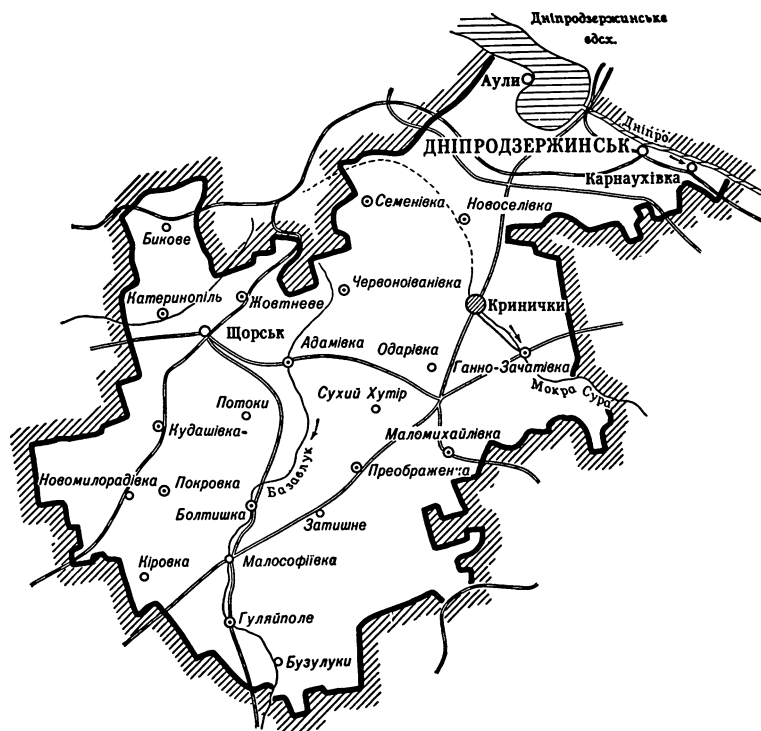 Дніпродзержинське
вдсх.
Аули
Дніпро
ДНІПРОДЗЕРЖИНСЬК
Карнаухівка
Семенівка
Новоселівка
Бикове
Червоноіванівка
Катеринопіль
Жовтневе
Кринички
Щорськ
Адамівка
Одарівка
Ганно-Зачатівка
Мокра Сура
Потоки
Сухий Хутір
Кудашівка
Маломихайлівка
Базавлук
Преображенка
Новомилорадівка
Покровка
Болтишка
Затишне
Малософіївка
Кіровка
Гуляйполе
Бузулуки